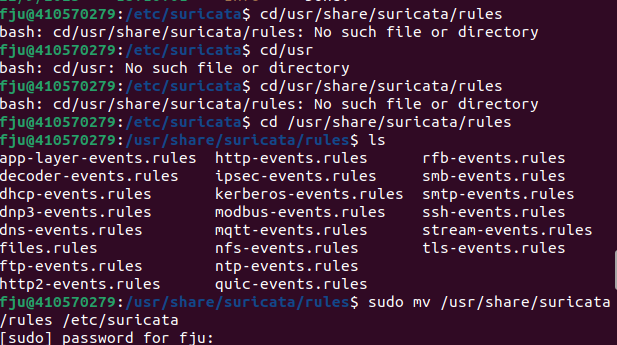 fju@410570279:/etc/suricata$ cd/usr/share/suricata/rules
bash: cd/usr/share/suricata/rules: No such file or directory
fju@410570279:/etc/suricata$ cd/usr
bash: cd/usr: No such file or directory
fju@410570279:/etc/suricata$ cd/usr/share/suricata/rules
bash: cd/usr/share/suricata/rules: No such file or directory
fju@410570279:/etc/suricata$ cd /usr/share/suricata/rules
fju@410570279:/usr/share/suricata/rules$ ls
app-layer-events.rules http-events.rules rfb-events.rules
decoder-events.rules ipsec-events.rules smb-events.rules
dhcp-events.rules kerberos-events.rules smtp-events.rules
dnp3-events.rules modbus-events.rules ssh-events.rules
dns-events.rules mqtt-events.rules stream-events.rules
files.rules nfs-events.rules tls-events.rules
ftp-events.rules ntp-events.rules
http2-events.rules quic-events.rules
fju@410570279:/usr/share/suricata/rules$ sudo mv /usr/share/suricata
/rules /etc/suricata
[sudo] password for fju: